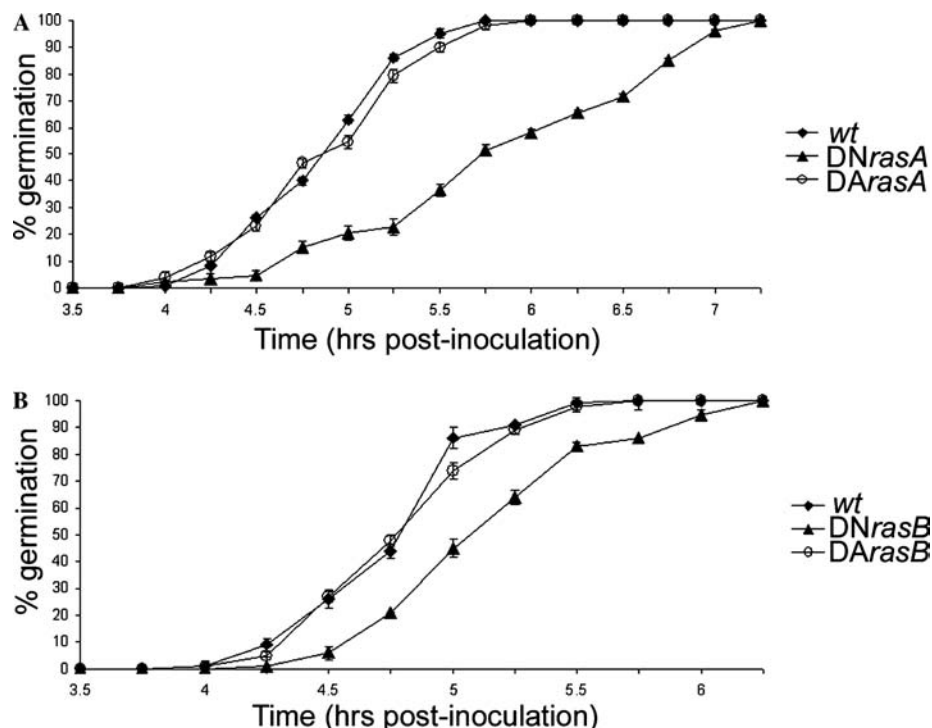 A
% germination
100
90
80
70
60
50
40
30
20
10
0
3.5 4 4.5 5 5.5 6 6.5 7
Time (hrs post-inoculation)
wt
DNrasA
DArasA
B
% germination
100
90
80
70
60
50
40
30
20
10
0
3.5 4 4.5 5 5.5 6
Time (hrs post-inoculation)
wt
DNrasB
DArasB